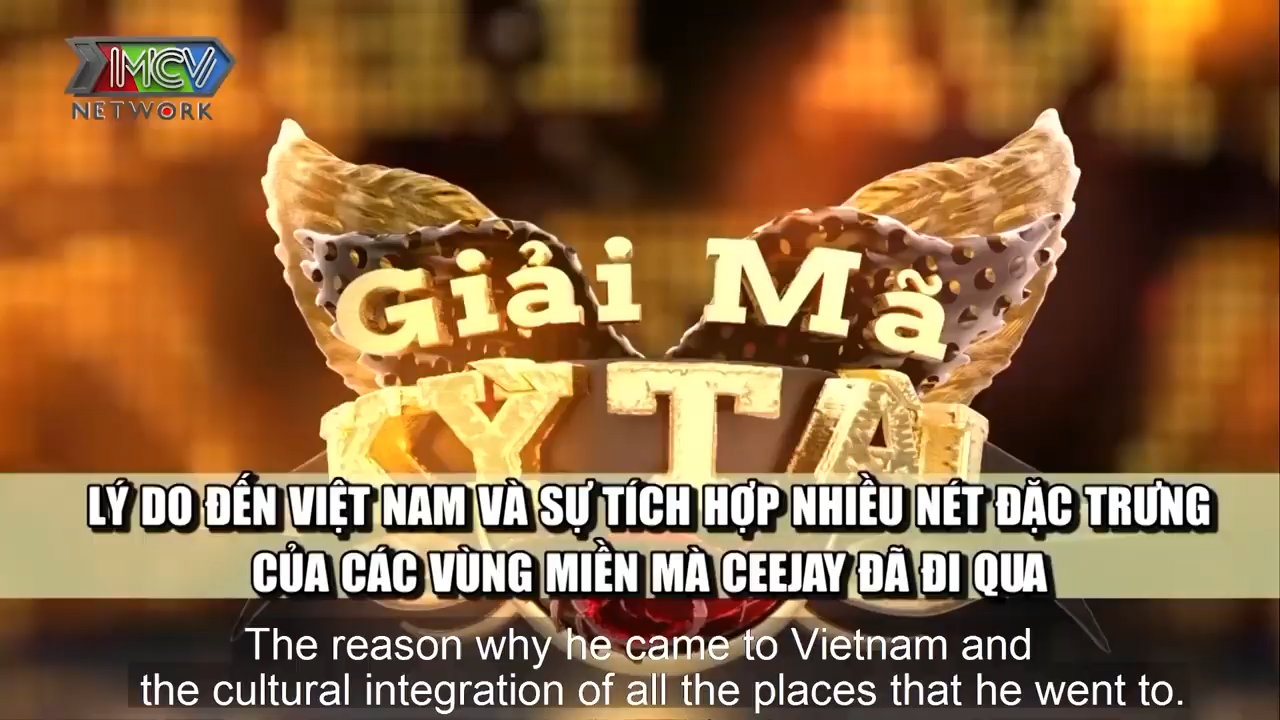 MCV
NETWORK
Giải Mã
KỲ TÀI
LÝ DO ĐẾN VIỆT NAM VÀ SỰ TÍCH HỢP NHIỀU NÉT ĐẶC TRƯNG
CỦA CÁC VÙNG MIỀN MÀ CEEJAY ĐÃ ĐI QUA
The reason why he came to Vietnam and
the cultural integration of all the places that he went to.